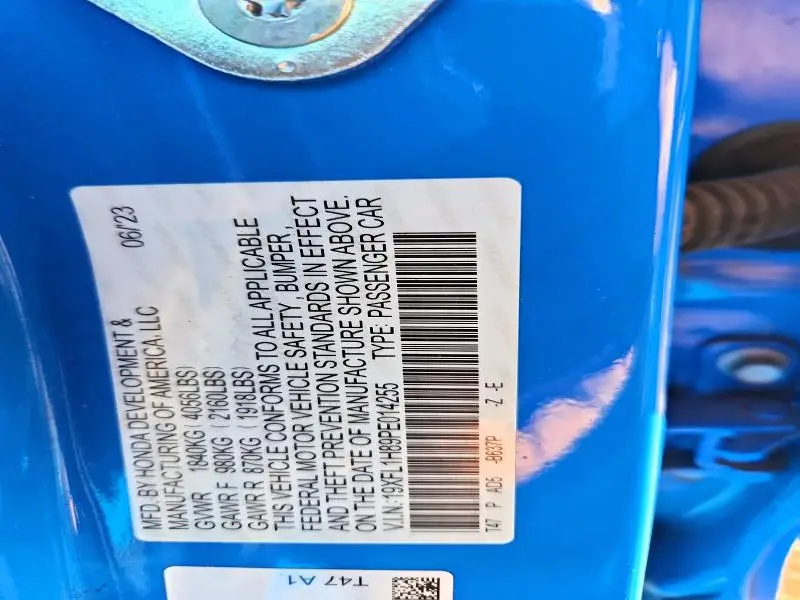 MFD. BY HONDA DEVELOPMENT & 06/'23
MANUFACTURING OF AMERICA, LLC
GVWR 1840KG ( 4056LBS)
GAWR F 980KG ( 2160LBS)
GAWR R 870KG ( 1918LBS)
THIS VEHICLE CONFORMS TO ALL APPLICABLE
FEDERAL MOTOR VEHICLE SAFETY, BUMPER,
AND THEFT PREVENTION STANDARDS IN EFFECT
ON THE DATE OF MANUFACTURE SHOWN ABOVE.
V.I.N: 19XFL1H89PE014255 TYPE: PASSENGER CAR
T47 P AD5 -B637P -Z -E
T47 A1